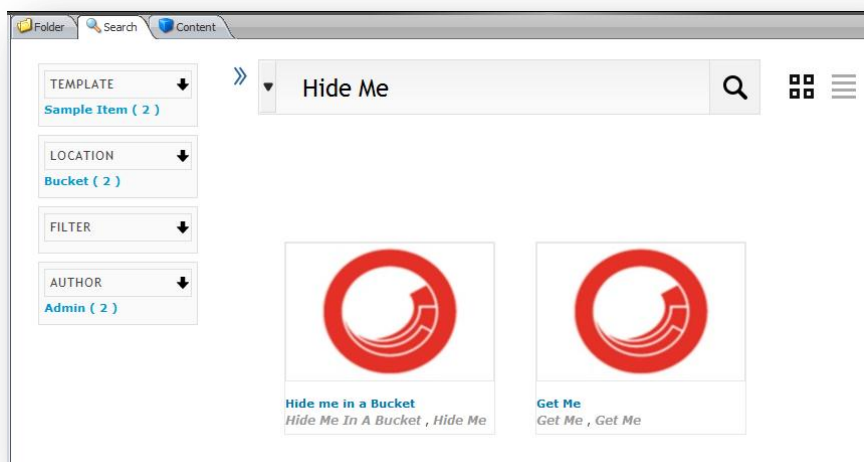 Folder
Search
Content
TEMPLATE
Sample Item ( 2 )
LOCATION
Bucket ( 2 )
FILTER
AUTHOR
Admin ( 2 )
Hide Me
Hide me in a Bucket
Hide Me In A Bucket , Hide Me
Get Me
Get Me , Get Me